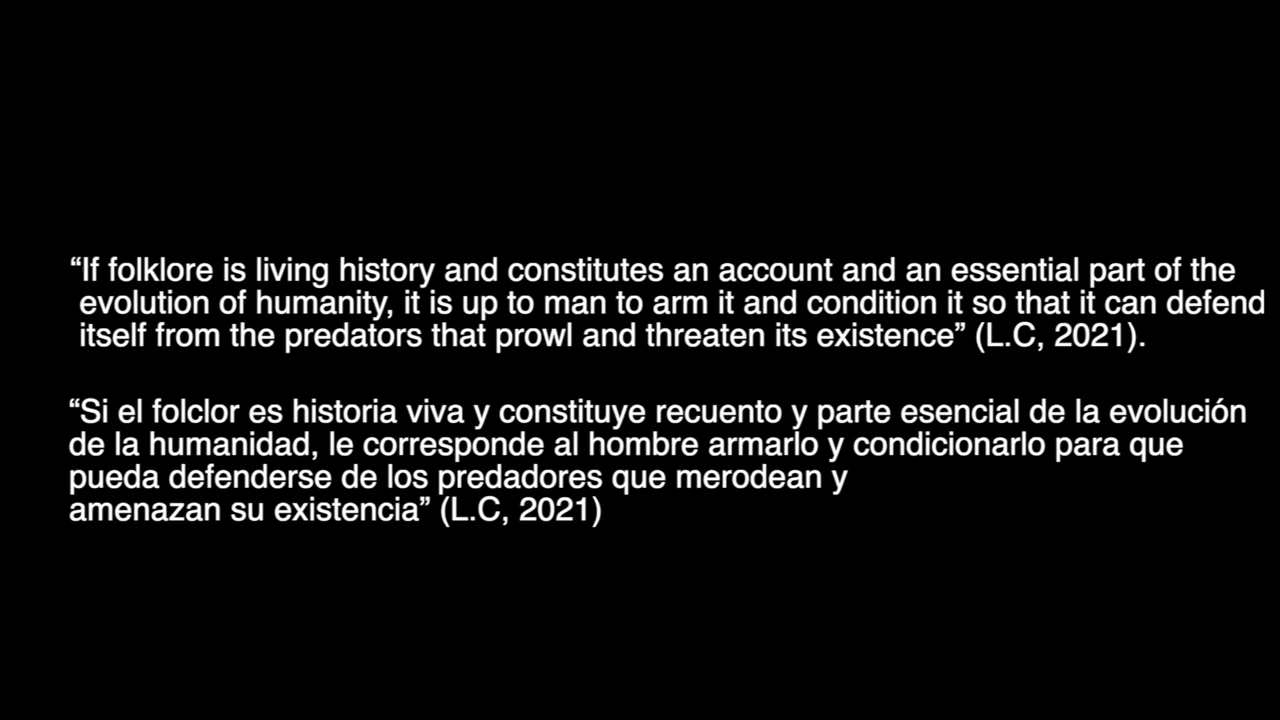 “If folklore is living history and constitutes an account and an essential part of the
evolution of humanity, it is up to man to arm it and condition it so that it can defend
itself from the predators that prowl and threaten its existence” (L.C, 2021).
“Si el folclor es historia viva y constituye recuento y parte esencial de la evolución
de la humanidad, le corresponde al hombre armarlo y condicionarlo para que
pueda defenderse de los predadores que merodean y
amenazan su existencia” (L.C, 2021)